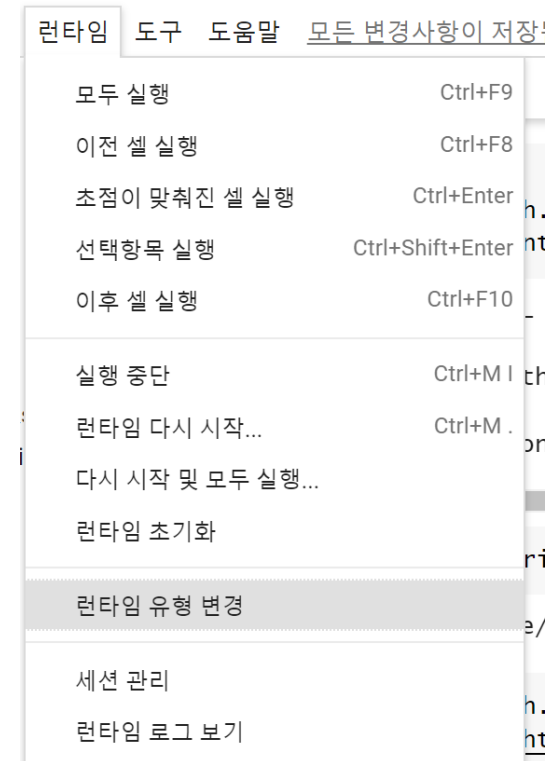 런타임 도구 도움말 모든 변경사항이 저장
모두 실행 Ctrl+F9
이전 셀 실행 Ctrl+F8
초점이 맞춰진 셀 실행 Ctrl+Enter
선택항목 실행 Ctrl+Shift+Enter
이후 셀 실행 Ctrl+F10
실행 중단 Ctrl+M I
런타임 다시 시작... Ctrl+M .
다시 시작 및 모두 실행...
런타임 초기화
런타임 유형 변경
세션 관리
런타임 로그 보기